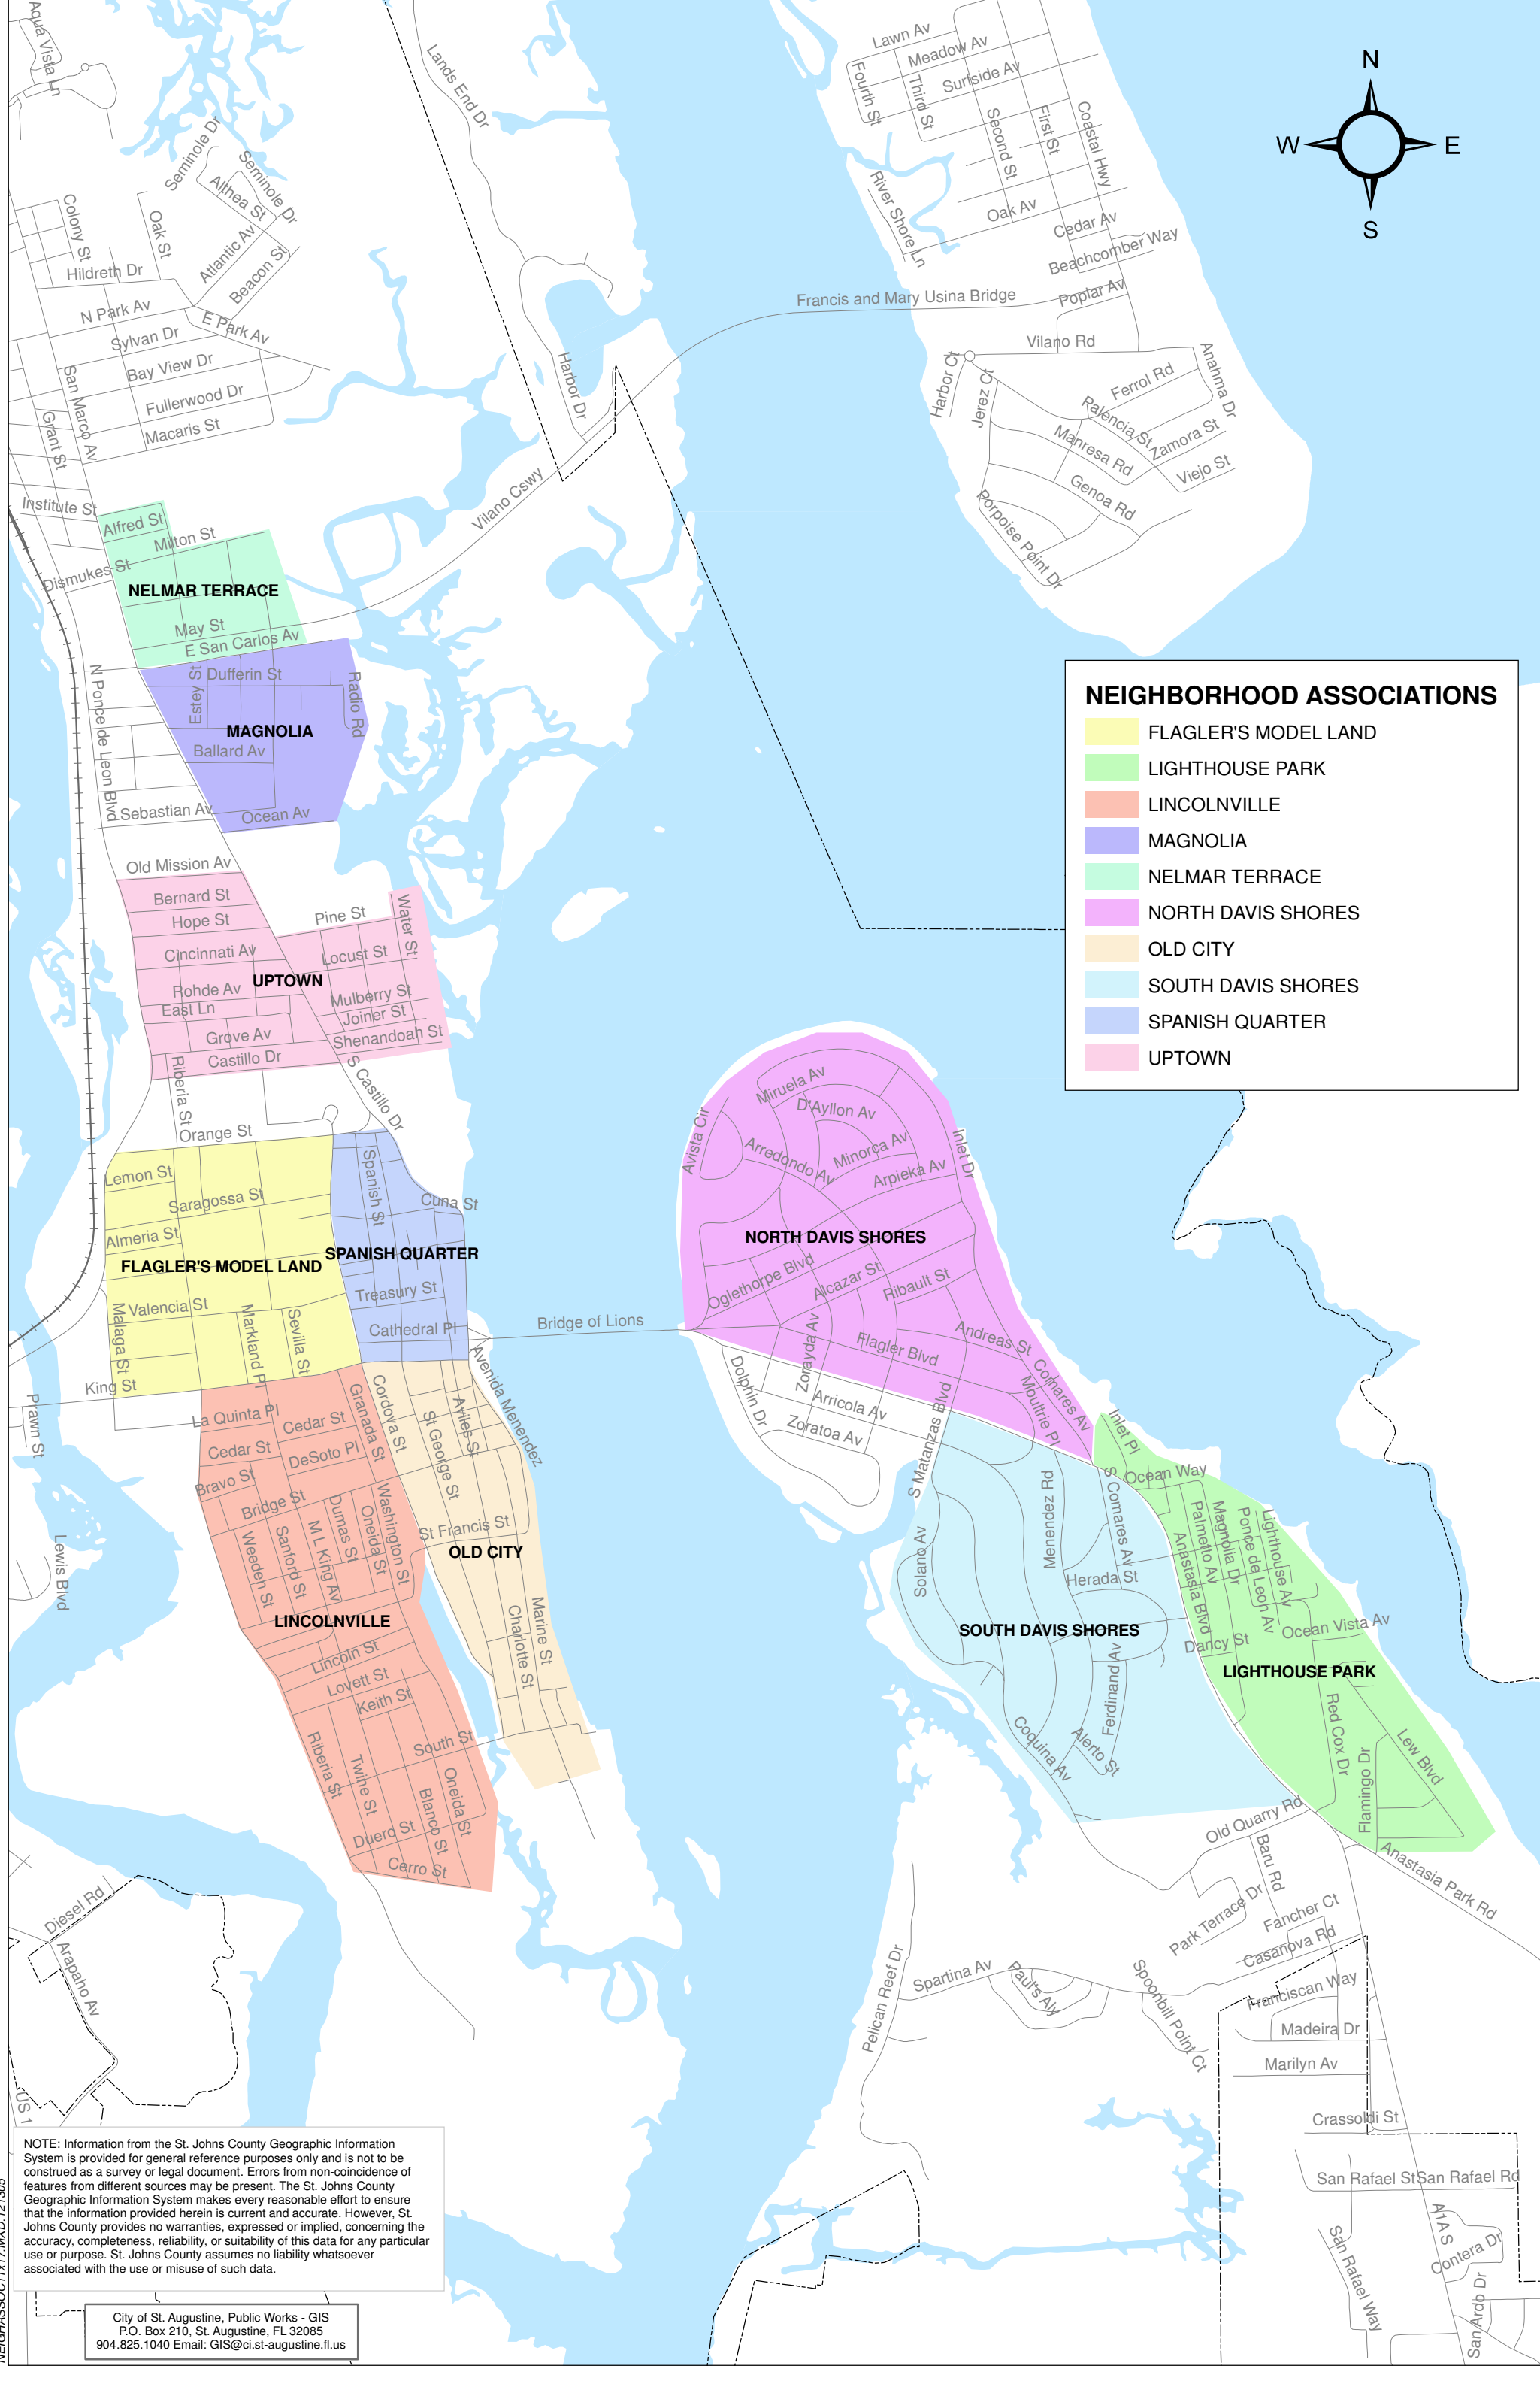 Aqua Vista Ln
Lands End Dr
Lawn Av
Meadow Av
Surfside Av
Fourth St
Third St
Second St
First St
Coastal Hwy
N
W
E
S
Seminole Dr
Seminole Dr
Althea St
Colony St
Oak St
Atlantic Av
Beacon St
River Shore Ln
Oak Av
Cedar Av
Beachcomber Way
Hildreth Dr
N Park Av
E Park Av
Sylvan Dr
Bay View Dr
Fullerwood Dr
Macaris St
San Marco Av
Grant St
Francis and Mary Usina Bridge
Poplar Av
Vilano Rd
Harbor Dr
Harbor Ct
Jerez Ct
Ferrol Rd
Anahma Dr
Palencia St
Zamora St
Manresa Rd
Viejo St
Genoa Rd
Porpoise Point Dr
Vilano Cswy
Institute St
Alfred St
Milton St
Dismukes St
NELMAR TERRACE
May St
E San Carlos Av
N Ponce de Leon Blvd
Estey St
Dufferin St
Radio Rd
MAGNOLIA
Ballard Av
Sebastian Av
Ocean Av
NEIGHBORHOOD ASSOCIATIONS
FLAGLER'S MODEL LAND
LIGHTHOUSE PARK
LINCOLNVILLE
MAGNOLIA
NELMAR TERRACE
NORTH DAVIS SHORES
OLD CITY
SOUTH DAVIS SHORES
SPANISH QUARTER
UPTOWN
Old Mission Av
Bernard St
Hope St
Pine St
Water St
Cincinnati Av
Locust St
UPTOWN
Rohde Av
Mulberry St
East Ln
Joiner St
Grove Av
Shenandoah St
Castillo Dr
Riberia St
S Castillo Dr
Orange St
Miruela Av
D'Ayllon Av
Avista Cir
Arredondo Av
Minorca Av
Arpieka Av
Inlet Dr
Lemon St
Saragossa St
Spanish St
Cuna St
Almeria St
FLAGLER'S MODEL LAND
SPANISH QUARTER
NORTH DAVIS SHORES
Treasury St
Oglethorpe Blvd
Alcazar St
Ribault St
Valencia St
Malaga St
Markland Pl
Sevilla St
Cathedral Pl
Bridge of Lions
Zorayda Av
Flagler Blvd
Andreas St
Comares Av
Moultrie Pl
King St
Prawn St
Avenida Menendez
Dolphin Dr
Arricola Av
Zoratoa Av
S Matanzas Blvd
La Quinta Pl
Cedar St
Granada St
Cordova St
St George St
Aviles St
Cedar St
DeSoto Pl
Bravo St
Bridge St
Inlet Pl
Ocean Way
Menendez Rd
S Comares Av
Weeden St
Sanford St
M L King Av
Dumas St
Oneida St
Washington St
St Francis St
OLD CITY
Lewis Blvd
Solano Av
Herada St
Anastasia Blvd
Palmetto Av
Magnolia Dr
Ponce de Leon Av
Lighthouse Av
LINCOLNVILLE
Marine St
Charlotte St
SOUTH DAVIS SHORES
Dancy St
Ocean Vista Av
LIGHTHOUSE PARK
Lincoln St
Lovett St
Keith St
South St
Riberia St
Twine St
Blanco St
Oneida St
Duero St
Cerro St
Ferdinand Av
Coquina Av
Alerto St
Red Cox Dr
Flamingo Dr
Lew Blvd
Old Quarry Rd
Baru Rd
Anastasia Park Rd
Park Terrace Dr
Fancher Ct
Casanova Rd
Diesel Rd
Arapaho Av
Pelican Reef Dr
Spartina Av
Paul's Aly
Spoonbill Point Ct
Franciscan Way
Madeira Dr
Marilyn Av
Crassoldi St
San Rafael St
San Rafael Rd
A1A S
Contera Dr
San Rafael Way
San Ardo Dr
US 1
NOTE: Information from the St. Johns County Geographic Information
System is provided for general reference purposes only and is not to be
construed as a survey or legal document. Errors from non-coincidence of
features from different sources may be present. The St. Johns County
Geographic Information System makes every reasonable effort to ensure
that the information provided herein is current and accurate. However, St.
Johns County provides no warranties, expressed or implied, concerning the
accuracy, completeness, reliability, or suitability of this data for any particular
use or purpose. St. Johns County assumes no liability whatsoever
associated with the use or misuse of such data.
City of St. Augustine, Public Works - GIS
P.O. Box 210, St. Augustine, FL 32085
904.825.1040 Email: GIS@ci.st-augustine.fl.us